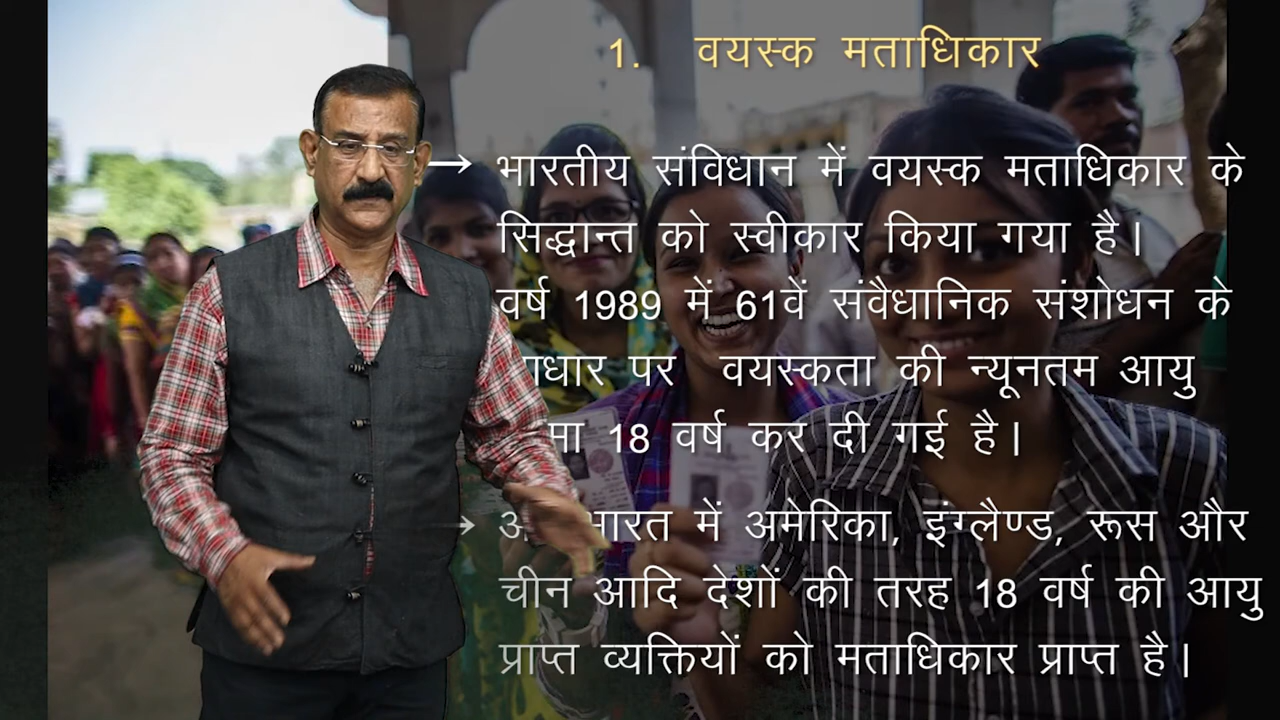 1. वयस्क मताधिकार
→ भारतीय संविधान में वयस्क मताधिकार के
सिद्धान्त को स्वीकार किया गया है।
वर्ष 1989 में 61वें संवैधानिक संशोधन के
पर वयस्कता की न्यूनतम आयु
18 वर्ष कर दी गई है।
→ में अमेरिका, इंग्लैण्ड, रूस और
चीन आदि देशों की तरह 18 वर्ष की आयु
प्राप्त व्यक्तियों को मताधिकार प्राप्त है।